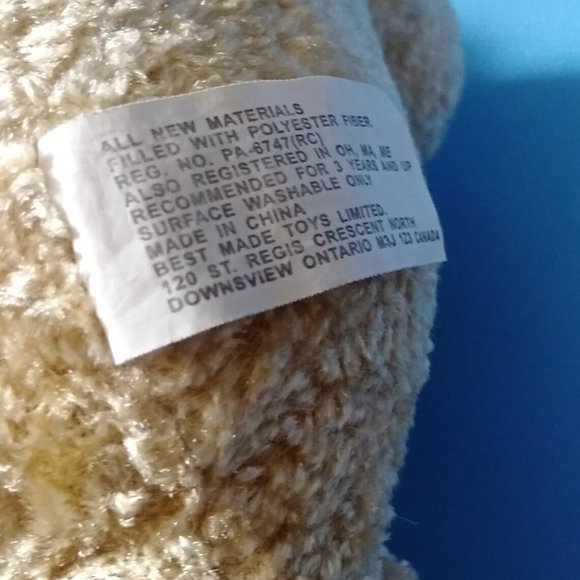 ALL NEW MATERIALS
FILLED WITH POLYESTER FIBER
REG. NO. PA-6747(RC)
ALSO REGISTERED IN OH, MA, ME
RECOMMENDED FOR 3 YEARS AND UP
SURFACE WASHABLE ONLY
MADE IN CHINA
BEST MADE TOYS LIMITED.
120 ST. REGIS CRESCENT NORTH
DOWNSVIEW ONTARIO M3J 1Z3 CANADA